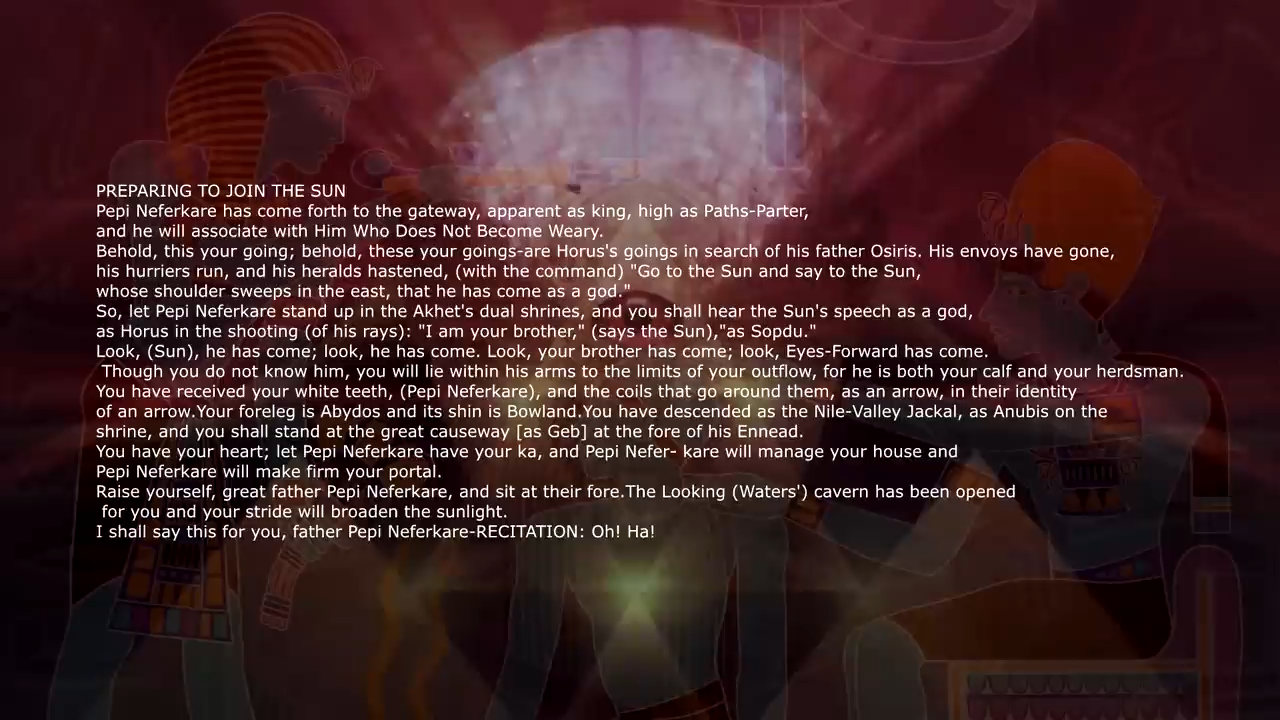 PREPARING TO JOIN THE SUN
Pepi Neferkare has come forth to the gateway, apparent as king, high as Paths-Parter,
and he will associate with Him Who Does Not Become Weary.
Behold, this your going; behold, these your goings-are Horus's goings in search of his father Osiris. His envoys have gone,
his hurriers run, and his heralds hastened, (with the command) "Go to the Sun and say to the Sun,
whose shoulder sweeps in the east, that he has come as a god."
So, let Pepi Neferkare stand up in the Akhet's dual shrines, and you shall hear the Sun's speech as a god,
as Horus in the shooting (of his rays): "I am your brother," (says the Sun),"as Sopdu."
Look, (Sun), he has come; look, he has come. Look, your brother has come; look, Eyes-Forward has come.
Though you do not know him, you will lie within his arms to the limits of your outflow, for he is both your calf and your herdsman.
You have received your white teeth, (Pepi Neferkare), and the coils that go around them, as an arrow, in their identity
of an arrow.Your foreleg is Abydos and its shin is Bowland.You have descended as the Nile-Valley Jackal, as Anubis on the
shrine, and you shall stand at the great causeway [as Geb] at the fore of his Ennead.
You have your heart; let Pepi Neferkare have your ka, and Pepi Nefer- kare will manage your house and
Pepi Neferkare will make firm your portal.
Raise yourself, great father Pepi Neferkare, and sit at their fore.The Looking (Waters') cavern has been opened
for you and your stride will broaden the sunlight.
I shall say this for you, father Pepi Neferkare-RECITATION: Oh! Ha!